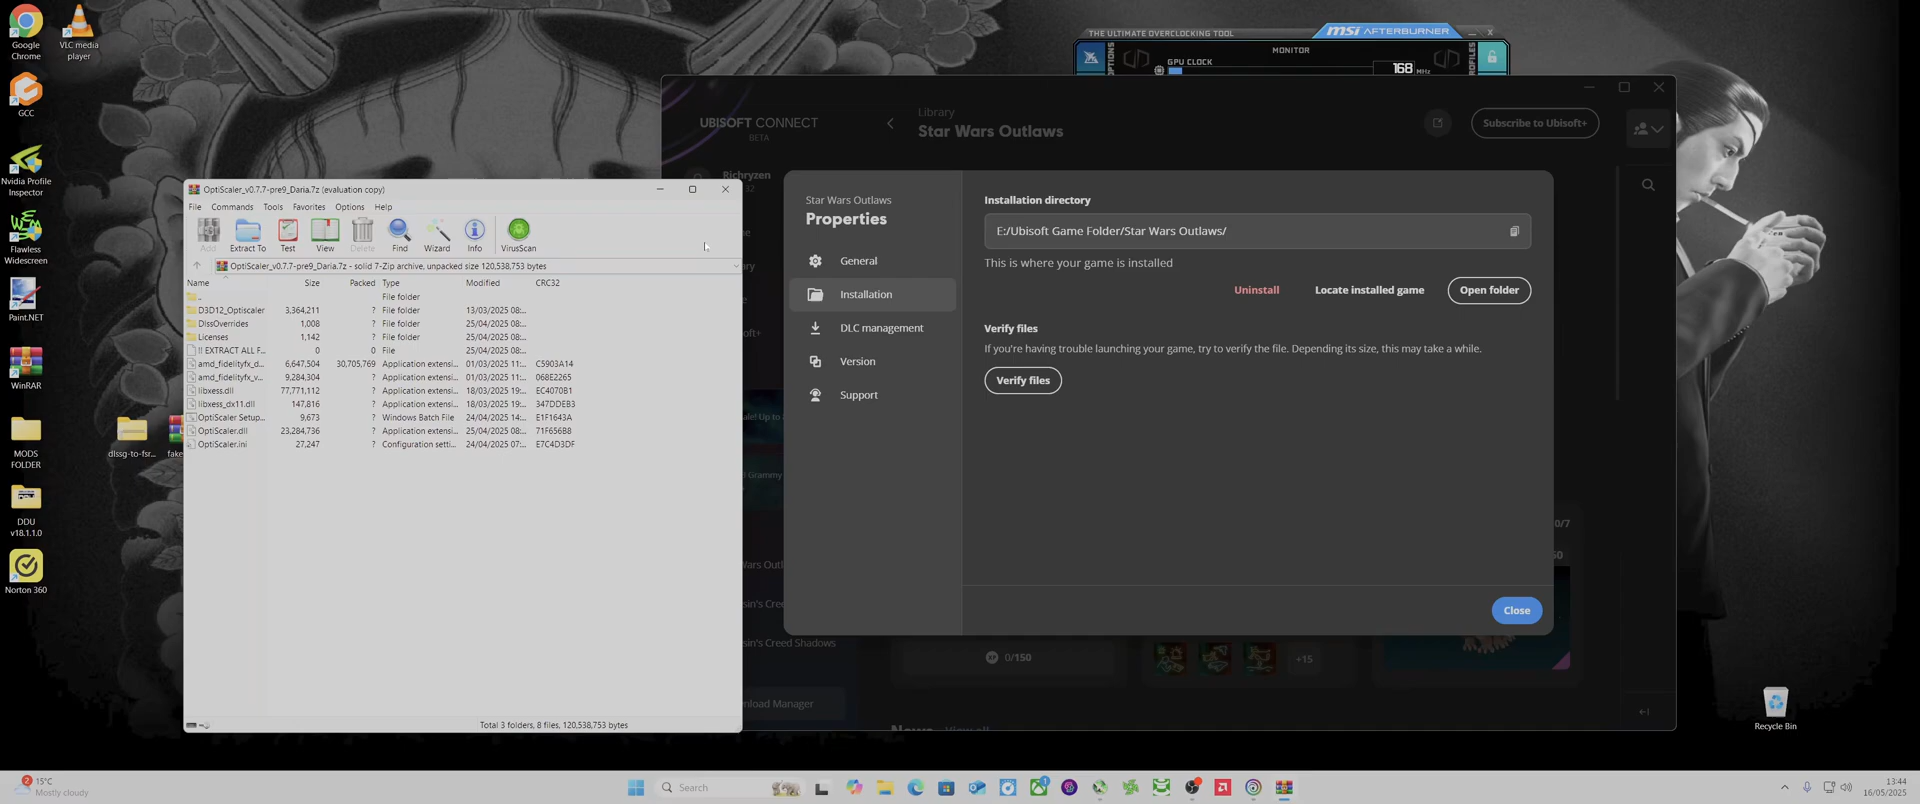 Google Chrome
VLC media player
GCC
Nvidia Profile Inspector
Flawless Widescreen
Paint.NET
WinRAR
MODS FOLDER
dlssg-to-fsr...
fake
DDU v18.1.1.0
Norton 360
Recycle Bin
THE ULTIMATE OVERCLOCKING TOOL
msi AFTERBURNER
MONITOR
OPTIONS
GPU CLOCK
168 MHz
UBISOFT CONNECT
BETA
Library
Star Wars Outlaws
Subscribe to Ubisoft+
Richryzen
32
OptiScaler_v0.7.7-pre9_Daria.7z (evaluation copy)
File Commands Tools Favorites Options Help
Add Extract To Test View Delete Find Wizard Info VirusScan
OptiScaler_v0.7.7-pre9_Daria.7z - solid 7-Zip archive, unpacked size 120,538,753 bytes
Name Size Packed Type Modified CRC32
.. File folder
D3D12_Optiscaler 3,364,211 ? File folder 13/03/2025 08:...
DlssOverrides 1,008 ? File folder 25/04/2025 08:...
Licenses 1,142 ? File folder 25/04/2025 08:...
!! EXTRACT ALL F... 0 0 File 25/04/2025 08:...
amd_fidelityfx_d... 6,647,504 30,705,769 Application extensi... 01/03/2025 11:... C5903A14
amd_fidelityfx_v... 9,284,304 ? Application extensi... 01/03/2025 11:... 068E2265
libxess.dll 77,771,112 ? Application extensi... 18/03/2025 19:... EC4070B1
libxess_dx11.dll 147,816 ? Application extensi... 18/03/2025 19:... 347DDEB3
OptiScaler Setup... 9,673 ? Windows Batch File 24/04/2025 14:... E1F1643A
OptiScaler.dll 23,284,736 ? Application extensi... 25/04/2025 08:... 71F656B8
OptiScaler.ini 27,247 ? Configuration setti... 24/04/2025 07:... E7C4D3DF
Total 3 folders, 8 files, 120,538,753 bytes
Star Wars Outlaws
Properties
General
Installation
DLC management
Version
Support
Installation directory
E:/Ubisoft Game Folder/Star Wars Outlaws/
This is where your game is installed
Uninstall
Locate installed game
Open folder
Verify files
If you're having trouble launching your game, try to verify the file. Depending its size, this may take a while.
Verify files
Close
sin's Creed Shadows
nload Manager
0/150
+15
0/7
2
15°C
Mostly cloudy
Search
13:44
16/05/2025